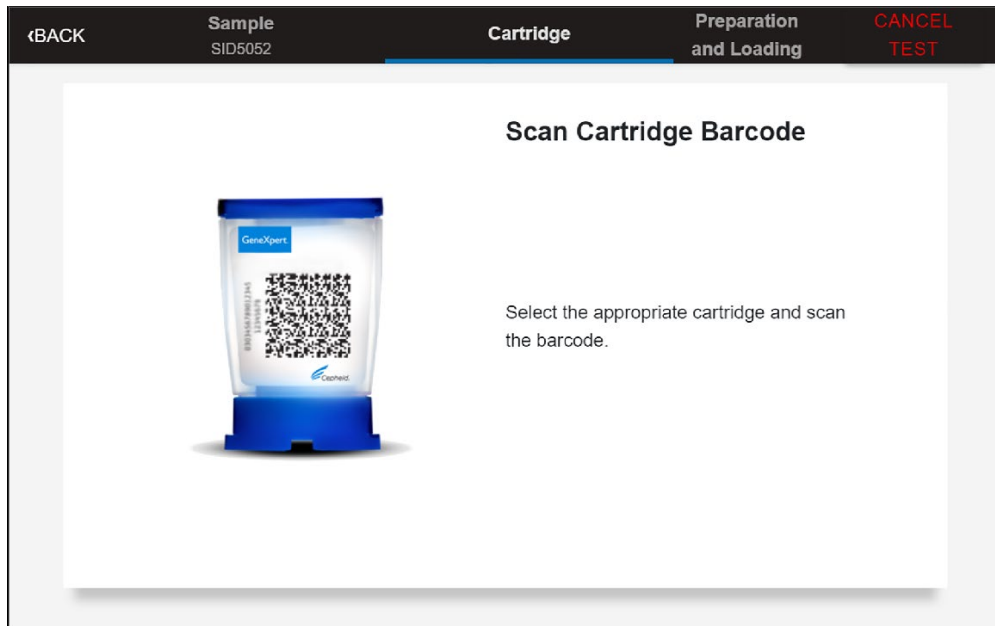 ‹BACK
Sample
SID5052
Cartridge
Preparation
and Loading
CANCEL
TEST
Scan Cartridge Barcode
GeneXpert
Cepheid.
Select the appropriate cartridge and scan
the barcode.